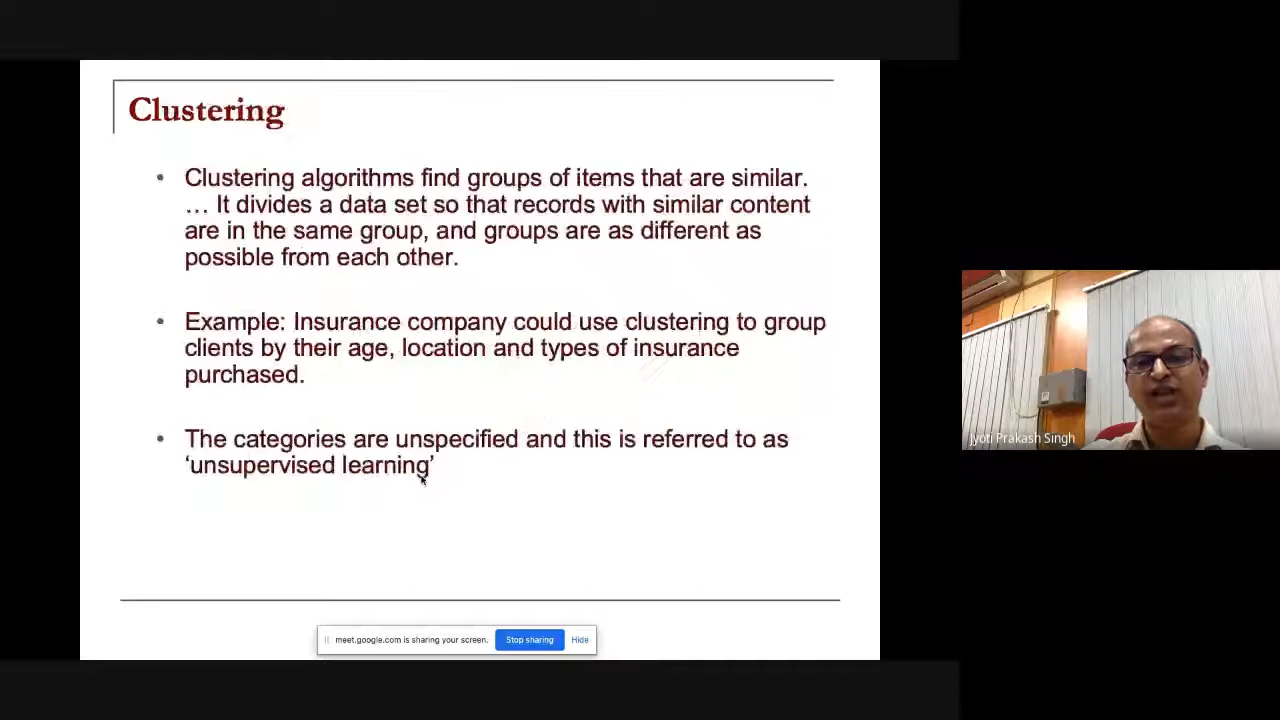 Clustering
• Clustering algorithms find groups of items that are similar.
… It divides a data set so that records with similar content
are in the same group, and groups are as different as
possible from each other.
• Example: Insurance company could use clustering to group
clients by their age, location and types of insurance
purchased.
• The categories are unspecified and this is referred to as
‘unsupervised learning’
Jyoti Prakash Singh
meet.google.com is sharing your screen. Stop sharing Hide